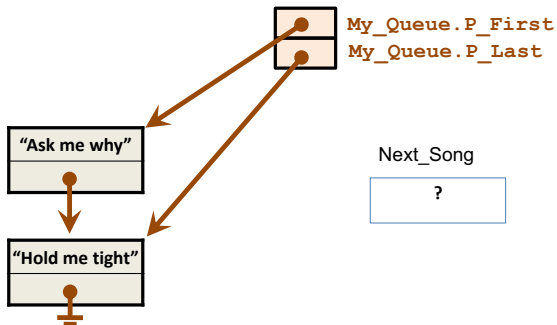 My_Queue.P_First
My_Queue.P_Last
“Ask me why”
Next_Song
?
“Hold me tight”